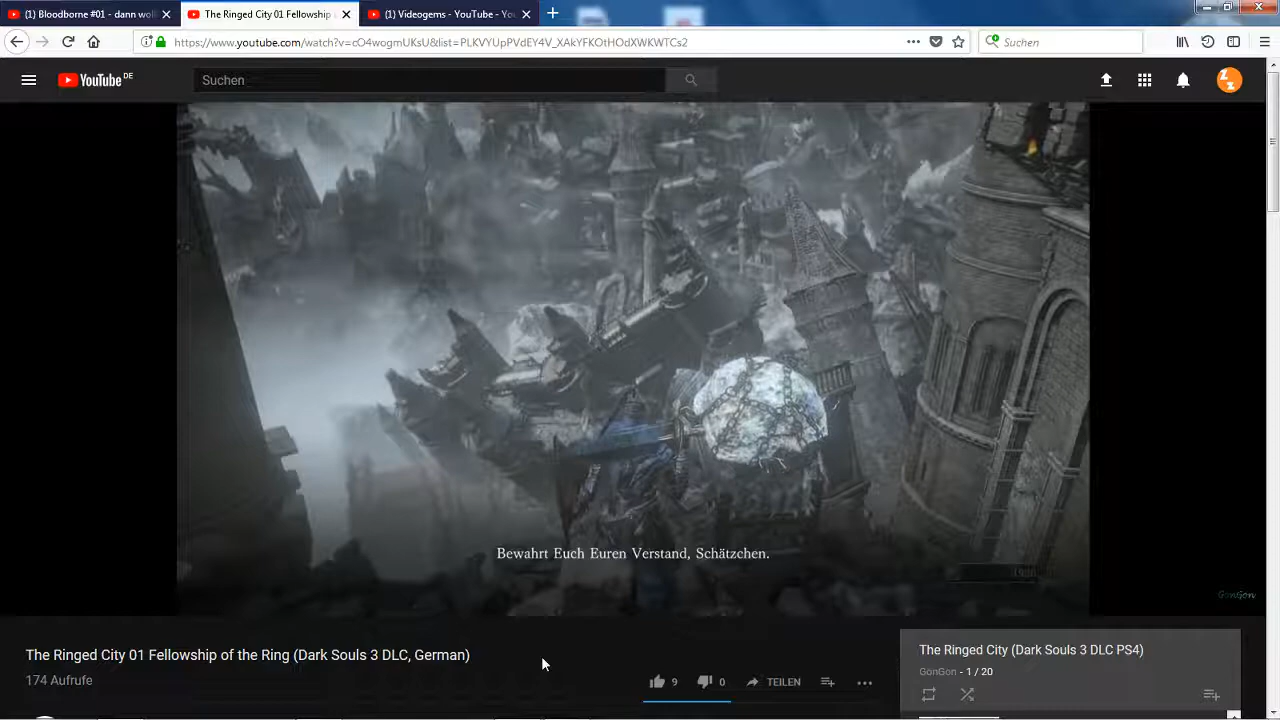 (1) Bloodborne #01 - dann wol
The Ringed City 01 Fellowship
(1) Videogems - YouTube - Yo
https://www.youtube.com/watch?v=cO4wogmUKsU&list=PLKVYUpPVdEY4V_XAkYFKOtHOdXWKWTCs2
Suchen
YouTube DE
Suchen
Bewahrt Euch Euren Verstand, Schätzchen.
GonGon
The Ringed City 01 Fellowship of the Ring (Dark Souls 3 DLC, German)
174 Aufrufe
9
0
TEILEN
The Ringed City (Dark Souls 3 DLC PS4)
GonGon - 1 / 20